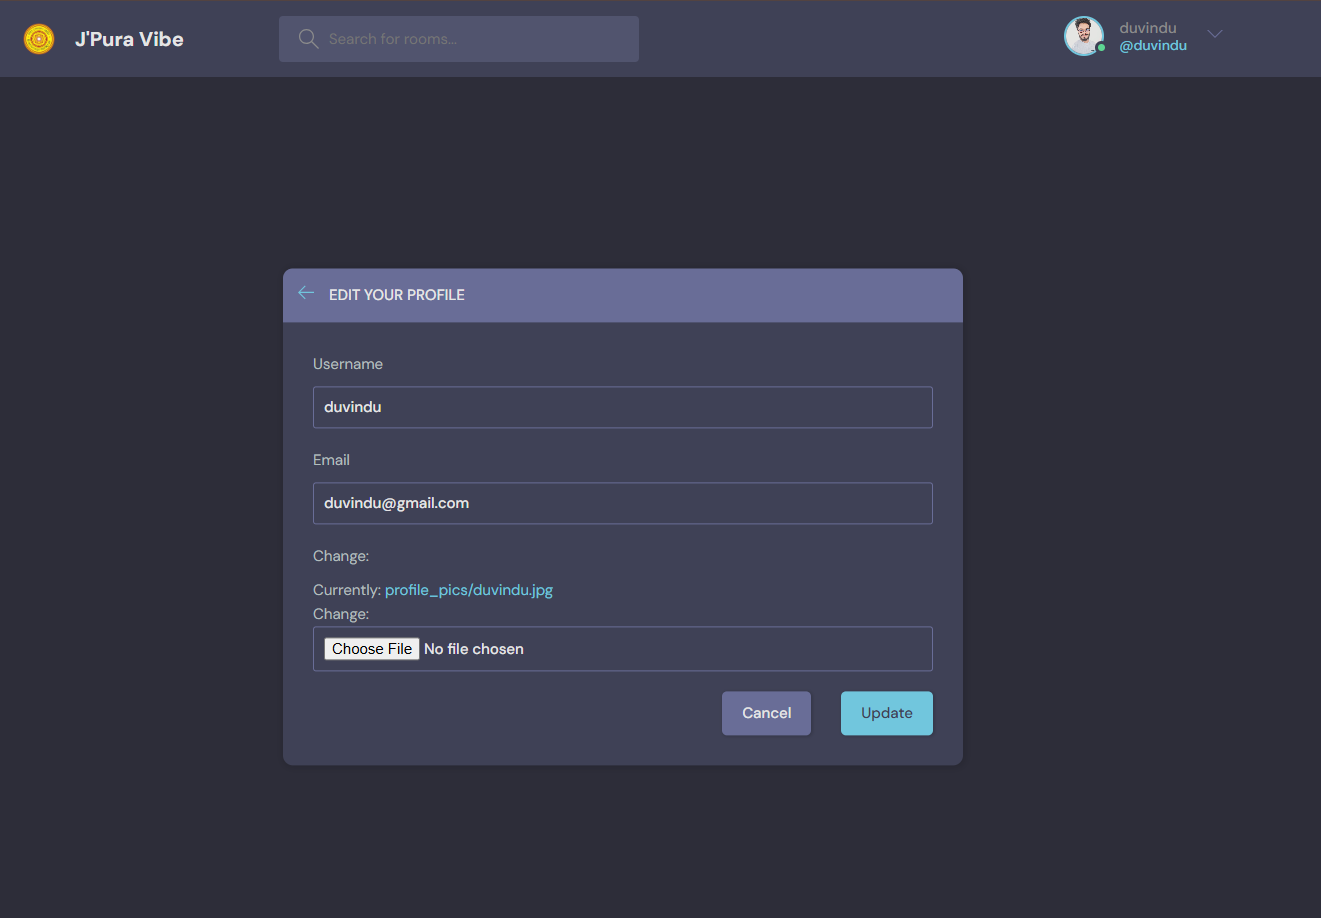 J'Pura Vibe
Search for rooms...
duvindu
@duvindu
EDIT YOUR PROFILE
Username
duvindu
Email
duvindu@gmail.com
Change:
Currently: profile_pics/duvindu.jpg
Change:
Choose File No file chosen
Cancel
Update